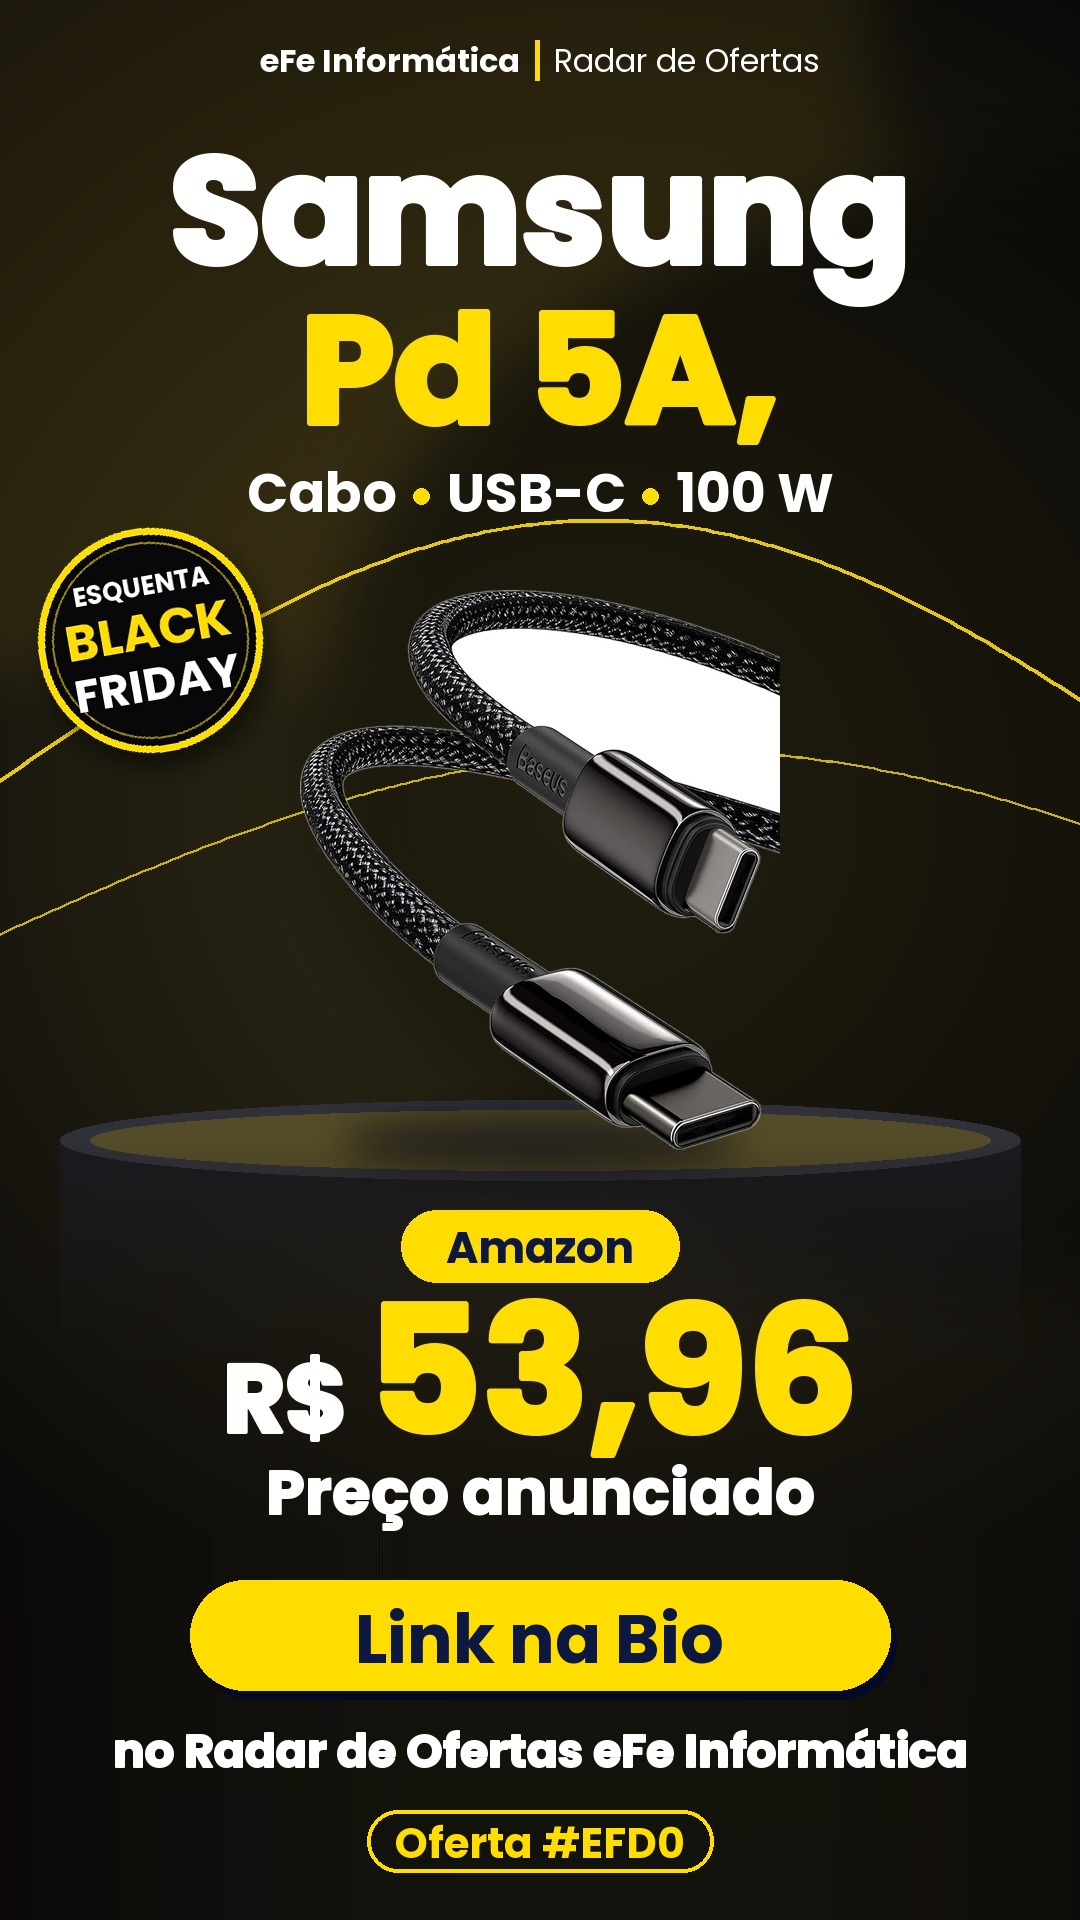 eFe Informática | Radar de Ofertas
Samsung
Pd 5A,
Cabo • USB-C • 100 W
ESQUENTA
BLACK
FRIDAY
Baseus
Baseus
Amazon
R$ 53,96
Preço anunciado
Link na Bio
no Radar de Ofertas eFe Informática
Oferta #EFD0